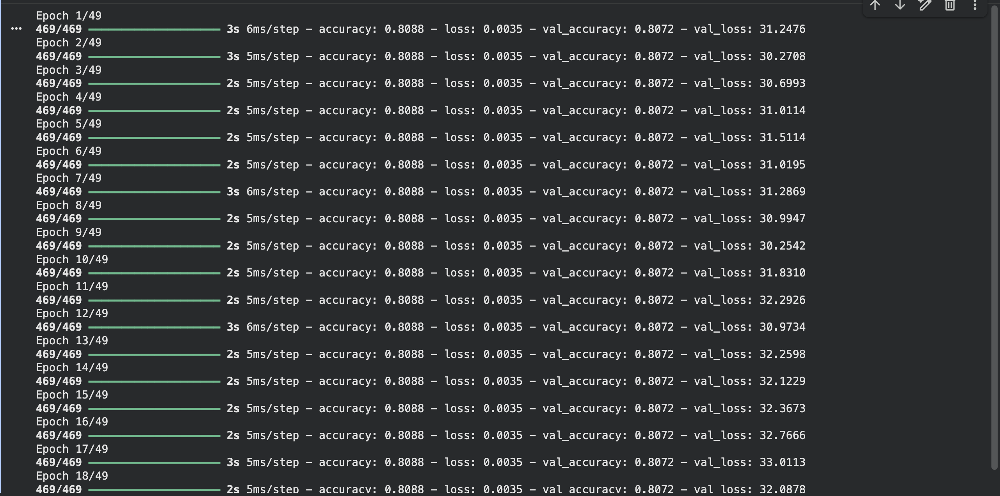 Epoch 1/49
469/469 ━━━━━━━━━━━━━━━━━━━━ 3s 6ms/step - accuracy: 0.8088 - loss: 0.0035 - val_accuracy: 0.8072 - val_loss: 31.2476
Epoch 2/49
469/469 ━━━━━━━━━━━━━━━━━━━━ 3s 5ms/step - accuracy: 0.8088 - loss: 0.0035 - val_accuracy: 0.8072 - val_loss: 30.2708
Epoch 3/49
469/469 ━━━━━━━━━━━━━━━━━━━━ 2s 5ms/step - accuracy: 0.8088 - loss: 0.0035 - val_accuracy: 0.8072 - val_loss: 30.6993
Epoch 4/49
469/469 ━━━━━━━━━━━━━━━━━━━━ 2s 5ms/step - accuracy: 0.8088 - loss: 0.0035 - val_accuracy: 0.8072 - val_loss: 31.0114
Epoch 5/49
469/469 ━━━━━━━━━━━━━━━━━━━━ 2s 5ms/step - accuracy: 0.8088 - loss: 0.0035 - val_accuracy: 0.8072 - val_loss: 31.5114
Epoch 6/49
469/469 ━━━━━━━━━━━━━━━━━━━━ 2s 5ms/step - accuracy: 0.8088 - loss: 0.0035 - val_accuracy: 0.8072 - val_loss: 31.0195
Epoch 7/49
469/469 ━━━━━━━━━━━━━━━━━━━━ 3s 6ms/step - accuracy: 0.8088 - loss: 0.0035 - val_accuracy: 0.8072 - val_loss: 31.2869
Epoch 8/49
469/469 ━━━━━━━━━━━━━━━━━━━━ 2s 5ms/step - accuracy: 0.8088 - loss: 0.0035 - val_accuracy: 0.8072 - val_loss: 30.9947
Epoch 9/49
469/469 ━━━━━━━━━━━━━━━━━━━━ 2s 5ms/step - accuracy: 0.8088 - loss: 0.0035 - val_accuracy: 0.8072 - val_loss: 30.2542
Epoch 10/49
469/469 ━━━━━━━━━━━━━━━━━━━━ 2s 5ms/step - accuracy: 0.8088 - loss: 0.0035 - val_accuracy: 0.8072 - val_loss: 31.8310
Epoch 11/49
469/469 ━━━━━━━━━━━━━━━━━━━━ 2s 5ms/step - accuracy: 0.8088 - loss: 0.0035 - val_accuracy: 0.8072 - val_loss: 32.2926
Epoch 12/49
469/469 ━━━━━━━━━━━━━━━━━━━━ 3s 6ms/step - accuracy: 0.8088 - loss: 0.0035 - val_accuracy: 0.8072 - val_loss: 30.9734
Epoch 13/49
469/469 ━━━━━━━━━━━━━━━━━━━━ 2s 5ms/step - accuracy: 0.8088 - loss: 0.0035 - val_accuracy: 0.8072 - val_loss: 32.2598
Epoch 14/49
469/469 ━━━━━━━━━━━━━━━━━━━━ 2s 5ms/step - accuracy: 0.8088 - loss: 0.0035 - val_accuracy: 0.8072 - val_loss: 32.1229
Epoch 15/49
469/469 ━━━━━━━━━━━━━━━━━━━━ 2s 5ms/step - accuracy: 0.8088 - loss: 0.0035 - val_accuracy: 0.8072 - val_loss: 32.3673
Epoch 16/49
469/469 ━━━━━━━━━━━━━━━━━━━━ 2s 5ms/step - accuracy: 0.8088 - loss: 0.0035 - val_accuracy: 0.8072 - val_loss: 32.7666
Epoch 17/49
469/469 ━━━━━━━━━━━━━━━━━━━━ 3s 5ms/step - accuracy: 0.8088 - loss: 0.0035 - val_accuracy: 0.8072 - val_loss: 33.0113
Epoch 18/49
469/469 ━━━━━━━━━━━━━━━━━━━━ 2s 5ms/step - accuracy: 0.8088 - loss: 0.0035 - val_accuracy: 0.8072 - val_loss: 32.0878